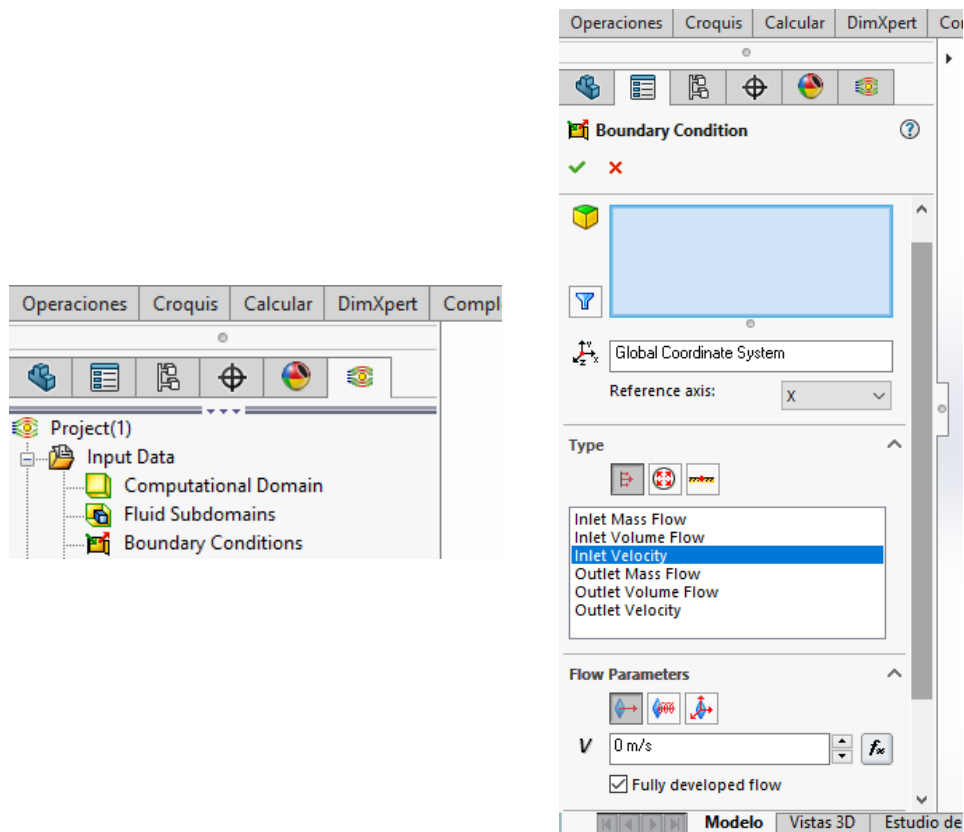 Operaciones Croquis Calcular DimXpert
Project(1)
Input Data
Computational Domain
Fluid Subdomains
Boundary Conditions
Operaciones Croquis Calcular DimXpert
Boundary Condition
Global Coordinate System
Reference axis: X
Type
Inlet Mass Flow
Inlet Volume Flow
Inlet Velocity
Outlet Mass Flow
Outlet Volume Flow
Outlet Velocity
Flow Parameters
V 0 m/s
Fully developed flow
Modelo Vistas 3D Estudio de